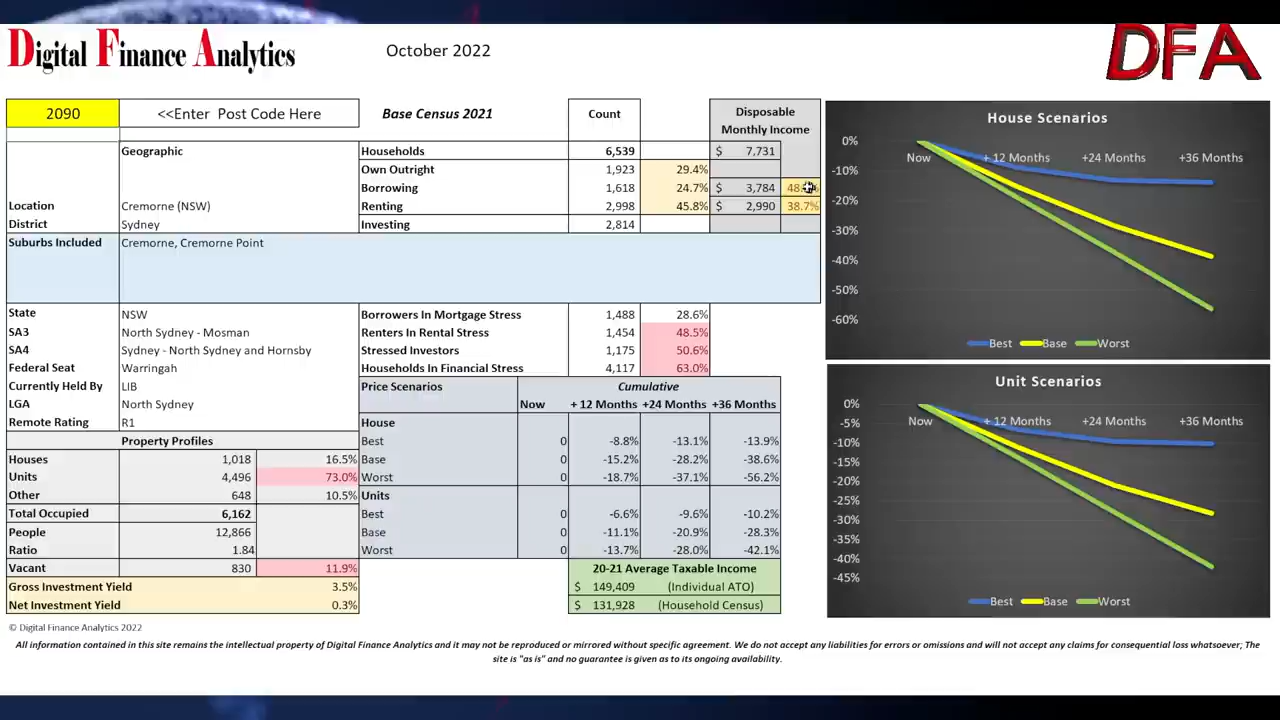 Digital Finance Analytics
October 2022
DFA
2090 <<Enter Post Code Here Base Census 2021 Count Disposable Monthly Income
Geographic Households 6,539 $ 7,731
Own Outright 1,923 29.4%
Borrowing 1,618 24.7% $ 3,784
Location Cremorne (NSW) Renting 2,998 45.8% $ 2,990 38.7%
District Sydney Investing 2,814
Suburbs Included Cremorne, Cremorne Point
State NSW Borrowers In Mortgage Stress 1,488 28.6%
SA3 North Sydney - Mosman Renters In Rental Stress 1,454 48.5%
SA4 Sydney - North Sydney and Hornsby Stressed Investors 1,175 50.6%
Federal Seat Warringah Households In Financial Stress 4,117 63.0%
Currently Held By LIB Price Scenarios Cumulative
LGA North Sydney Now + 12 Months +24 Months +36 Months
Remote Rating R1 House
Property Profiles Best 0 -8.8% -13.1% -13.9%
Houses 1,018 16.5% Base 0 -15.2% -28.2% -38.6%
Units 4,496 73.0% Worst 0 -18.7% -37.1% -56.2%
Other 648 10.5% Units
Total Occupied 6,162 Best 0 -6.6% -9.6% -10.2%
People 12,866 Base 0 -11.1% -20.9% -28.3%
Ratio 1.84 Worst 0 -13.7% -28.0% -42.1%
Vacant 830 11.9% 20-21 Average Taxable Income
Gross Investment Yield 3.5% $ 149,409 (Individual ATO)
Net Investment Yield 0.3% $ 131,928 (Household Census)
House Scenarios
0%
Now + 12 Months +24 Months +36 Months
-10%
-20%
-30%
-40%
-50%
-60%
Best Base Worst
Unit Scenarios
0%
Now + 12 Months +24 Months +36 Months
-5%
-10%
-15%
-20%
-25%
-30%
-35%
-40%
-45%
Best Base Worst
© Digital Finance Analytics 2022
All information contained in this site remains the intellectual property of Digital Finance Analytics and it may not be reproduced or mirrored without specific agreement. We do not accept any liabilities for errors or omissions and will not accept any claims for consequential loss whatsoever; The
site is "as is" and no guarantee is given as to its ongoing availability.